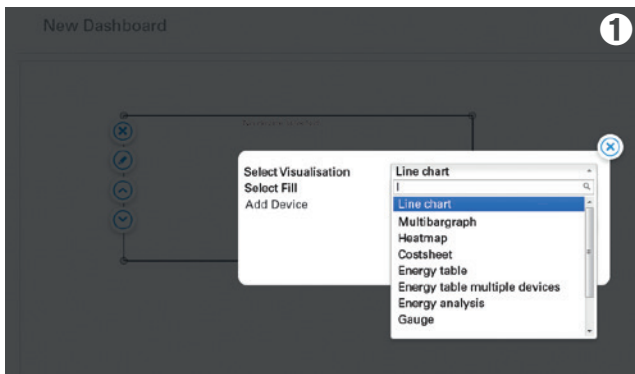 New Dashboard
1
Select Visualisation
Line chart
Select Fill
Add Device
Line chart
Multibargraph
Heatmap
Costsheet
Energy table
Energy table multiple devices
Energy analysis
Gauge